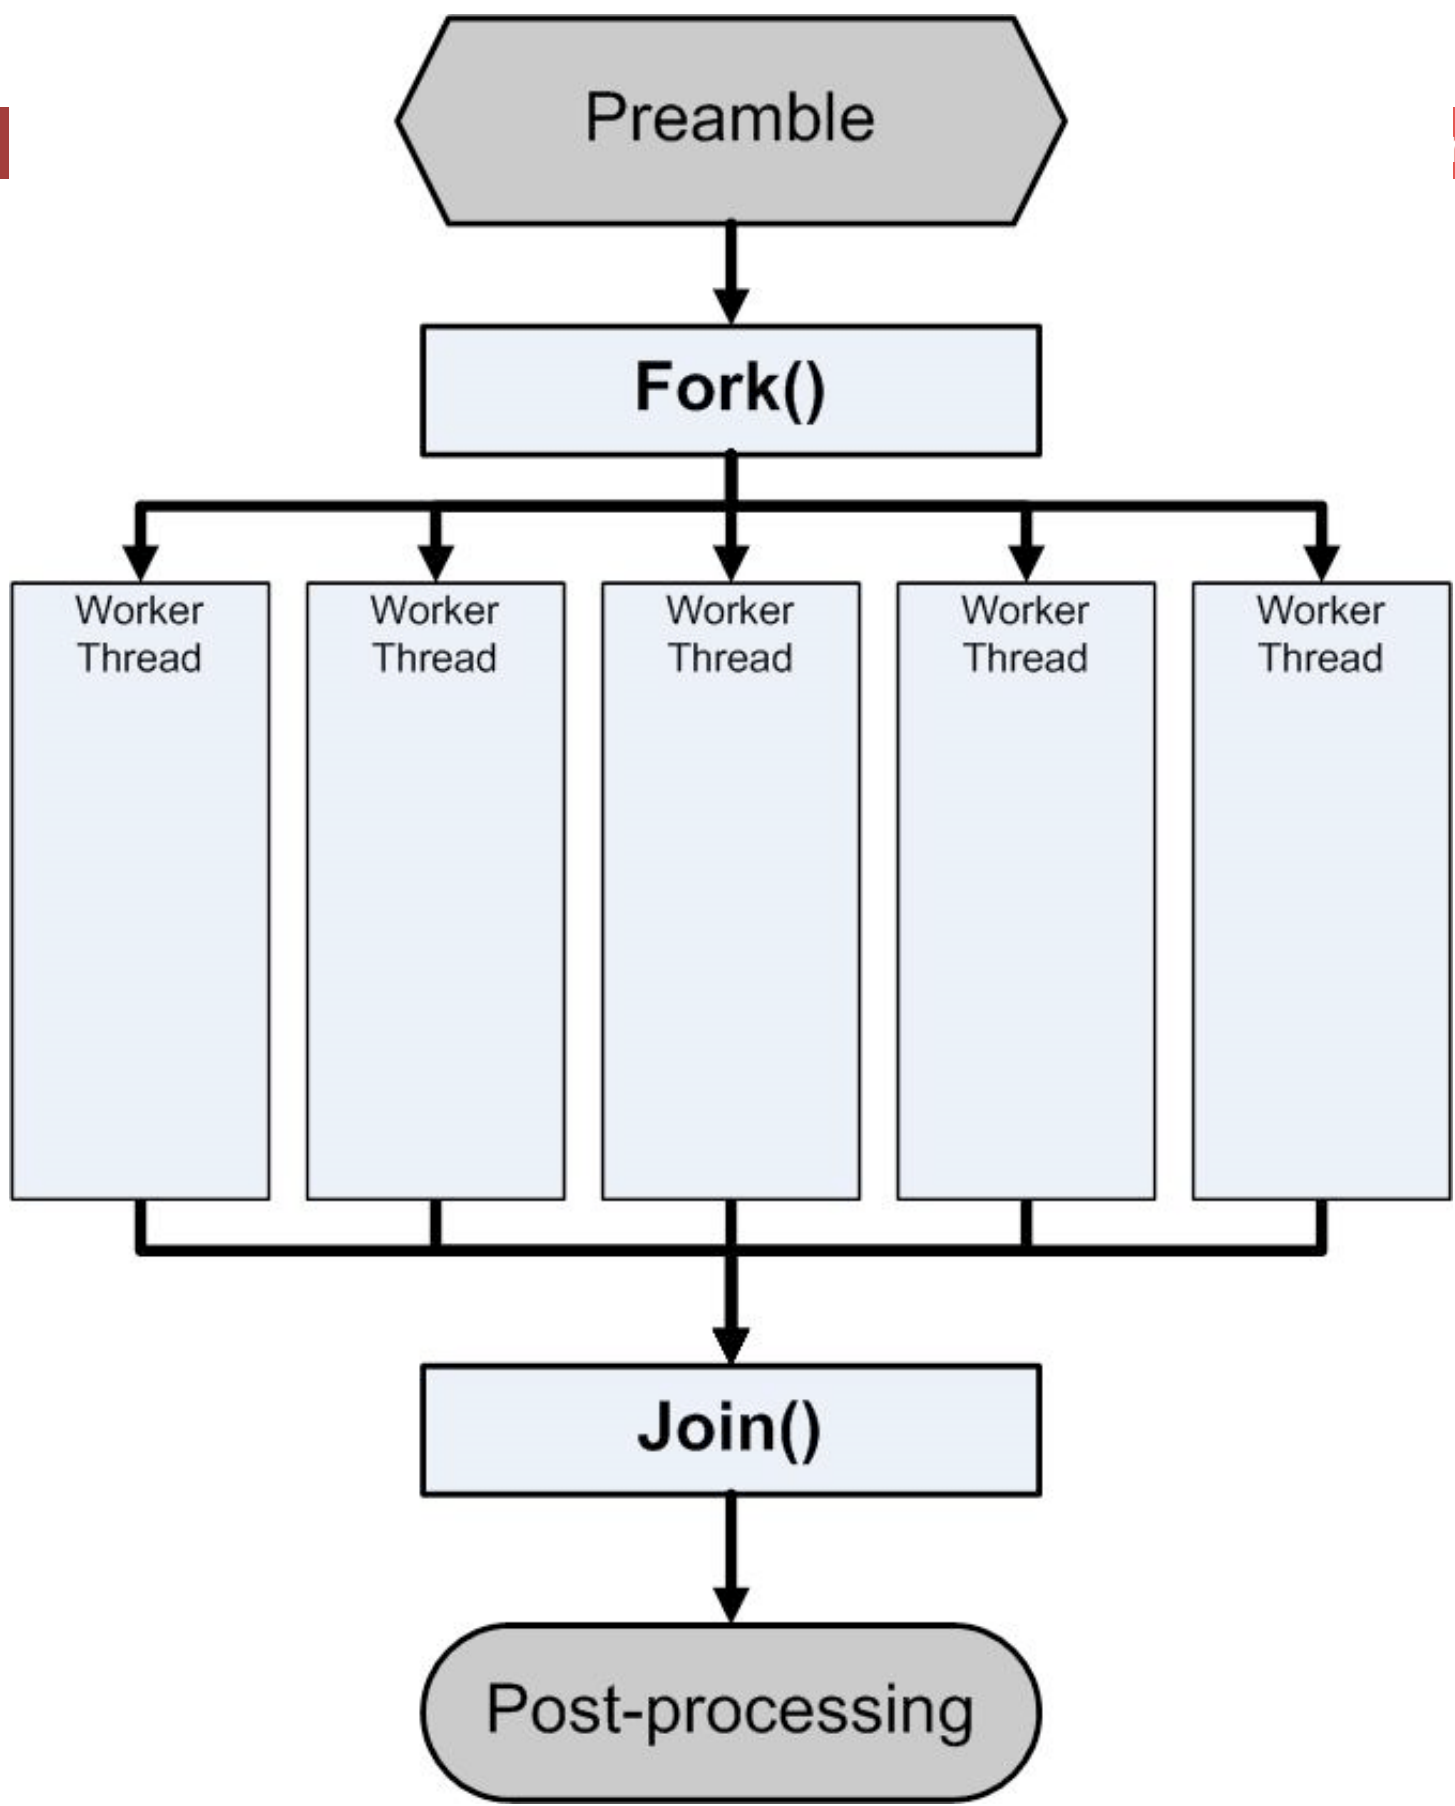 Preamble
Fork()
Worker Worker Worker Worker Worker
Thread Thread Thread Thread Thread
Join()
Post-processing